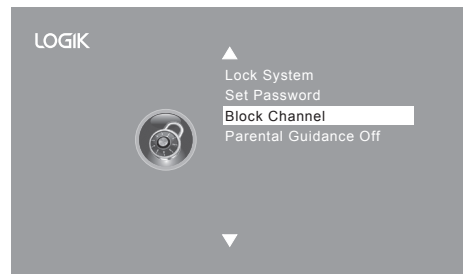 LOGIK
Lock System
Set Password
Block Channel
Parental Guidance Off